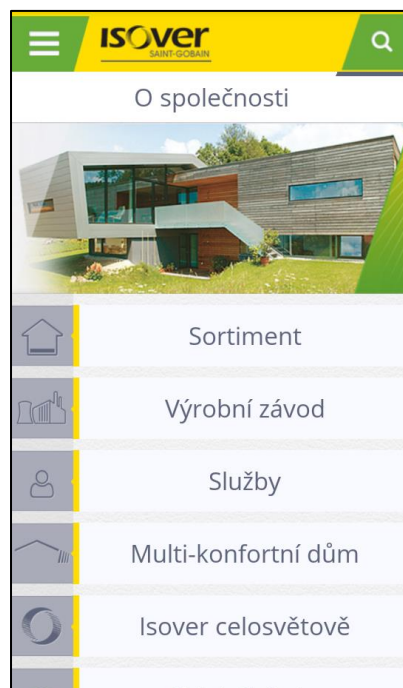 ISOVER
SAINT-GOBAIN
O společnosti
Sortiment
Výrobní závod
Služby
Multi-konfortní dům
Isover celosvětově